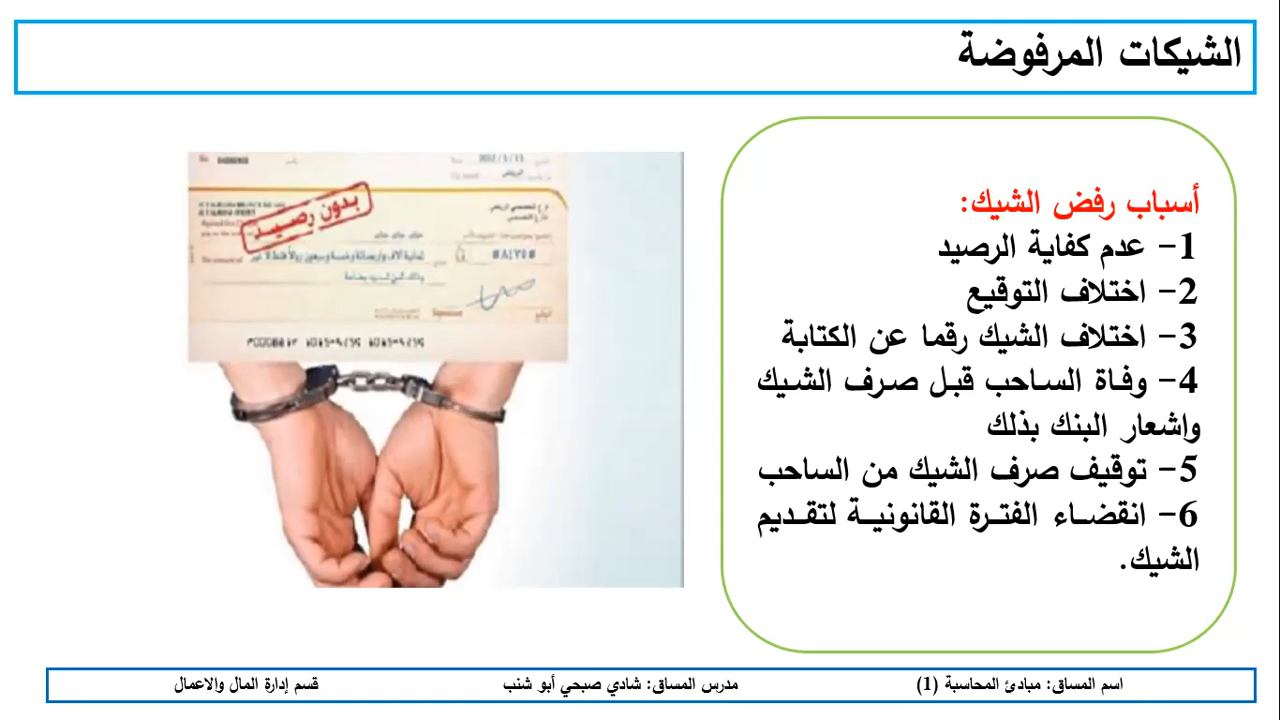 الشيكات المرفوضة
أسباب رفض الشيك:
1- عدم كفاية الرصيد
2- اختلاف التوقيع
3- اختلاف الشيك رقما عن الكتابة
4- وفاة الساحب قبل صرف الشيك
واشعار البنك بذلك
5- توقيف صرف الشيك من الساحب
6- انقضاء الفترة القانونية لتقديم
الشيك.
بدون رصيد
#٨٤٧٥#
اسم المساق: مبادئ المحاسبة (1) مدرس المساق: شادي صبحي أبو شنب قسم إدارة المال والاعمال